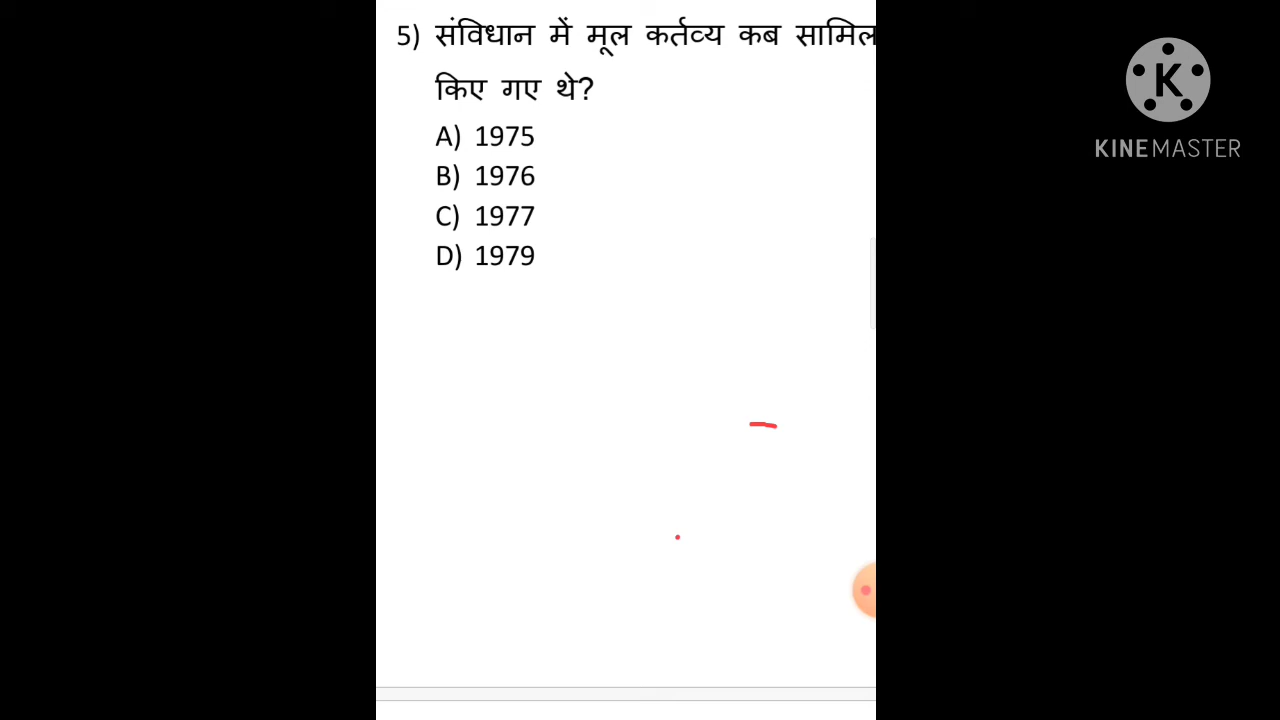 5) संविधान में मूल कर्तव्य कब सामिल
किए गए थे?
A) 1975
B) 1976
C) 1977
D) 1979
K
KINEMASTER